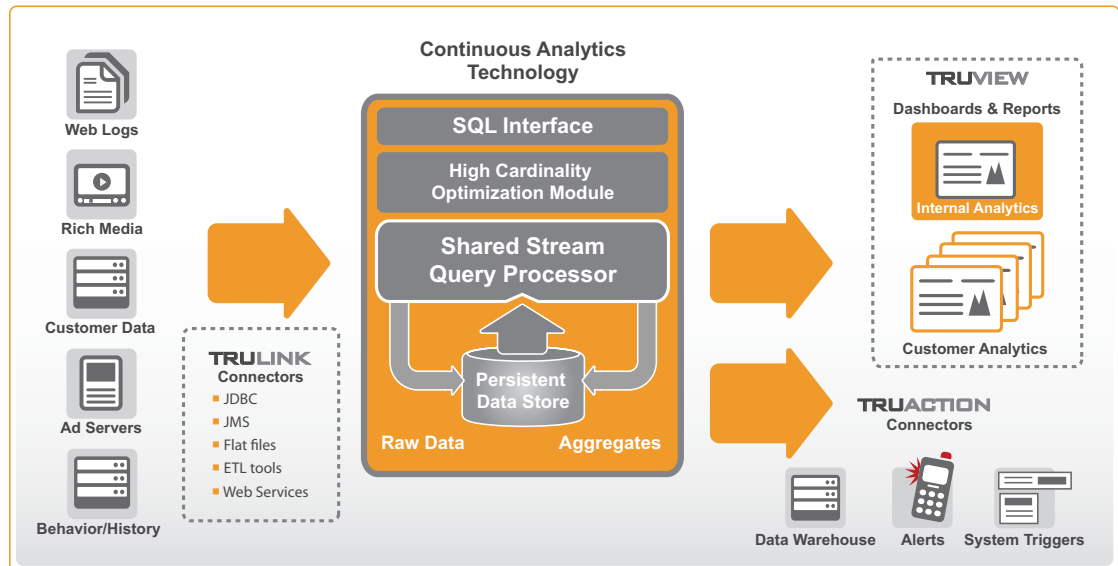 Web Logs
Rich Media
Customer Data
Ad Servers
Behavior/History
TRULINK
Connectors
JDBC
JMS
Flat files
ETL tools
Web Services
Continuous Analytics
Technology
SQL Interface
High Cardinality
Optimization Module
Shared Stream
Query Processor
Persistent
Data Store
Raw Data
Aggregates
TRUVIEW
Dashboards & Reports
Internal Analytics
Customer Analytics
TRUACTION
Connectors
Data Warehouse
Alerts
System Triggers